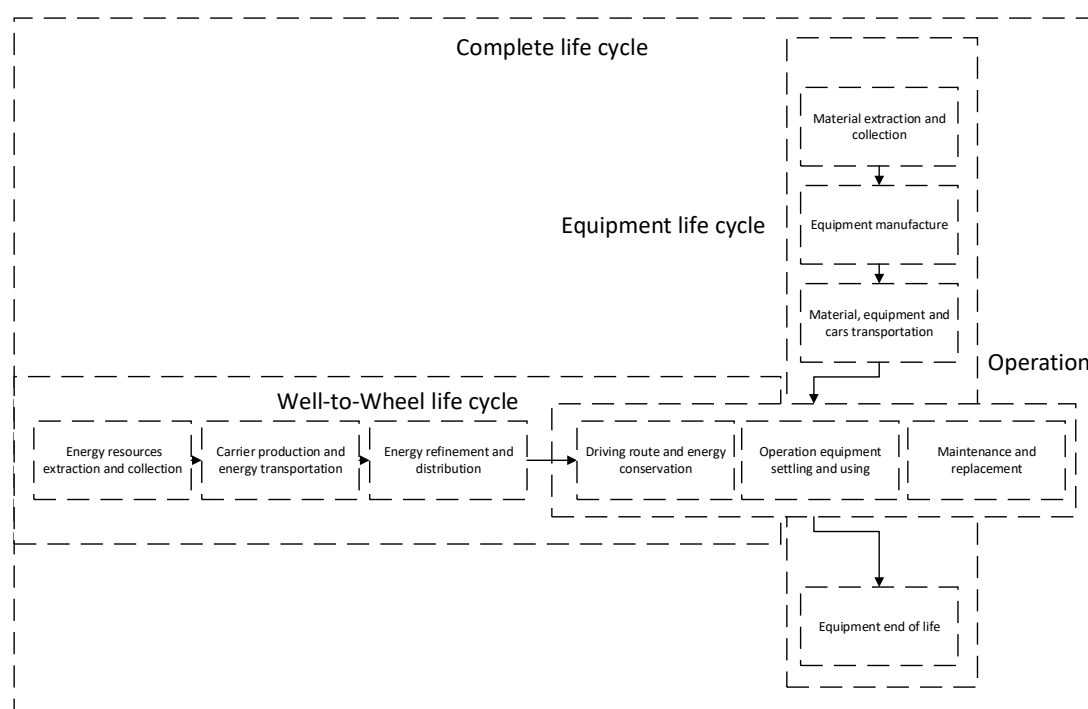 Complete life cycle
Material extraction and
collection
Equipment manufacture
Equipment life cycle
Material, equipment and
cars transportation
Operation
Well-to-Wheel life cycle
Energy resources
extraction and collection
Carrier production and
energy transportation
Energy refinement and
distribution
Driving route and energy
conservation
Operation equipment
settling and using
Maintenance and
replacement
Equipment end of life